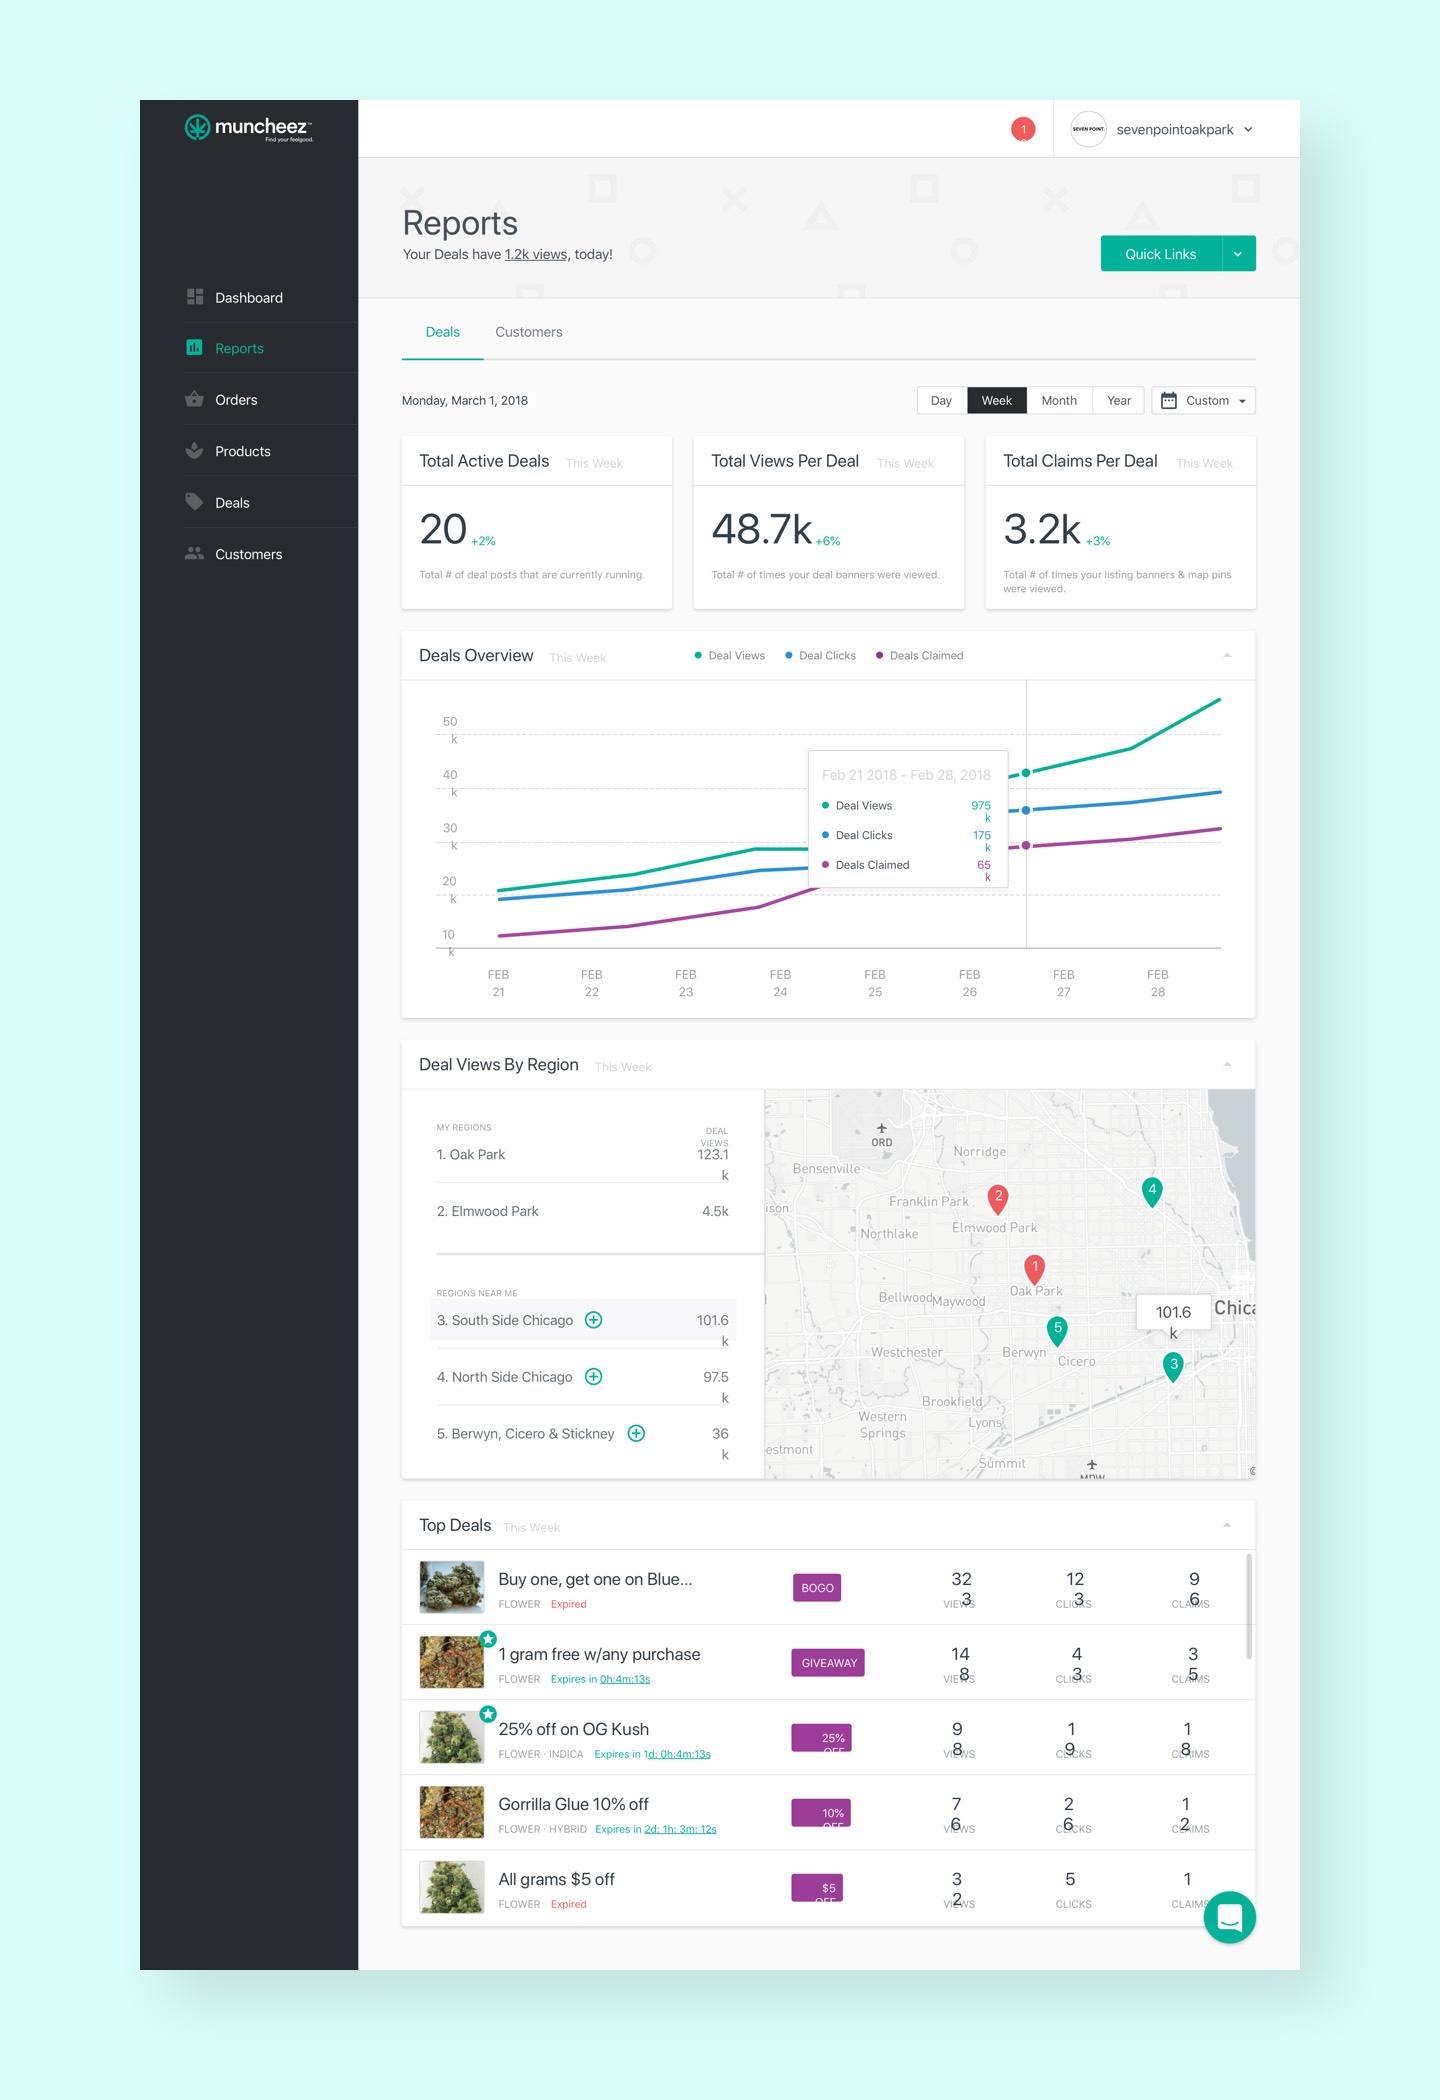 muncheez™
Find your feelgood.
1
SEVEN POINT.
sevenpointoakpark
Reports
Your Deals have 1.2k views, today!
Quick Links
Dashboard
Reports
Orders
Products
Deals
Customers
Deals
Customers
Monday, March 1, 2018
Day
Week
Month
Year
Custom
Total Active Deals
This Week
20 +2%
Total # of deal posts that are currently running.
Total Views Per Deal
This Week
48.7k +6%
Total # of times your deal banners were viewed.
Total Claims Per Deal
This Week
3.2k +3%
Total # of times your listing banners & map pins
were viewed.
Deals Overview
This Week
Deal Views
Deal Clicks
Deals Claimed
50
k
40
k
30
k
20
k
10
k
Feb 21 2018 - Feb 28, 2018
Deal Views
975
k
Deal Clicks
175
k
Deals Claimed
65
k
FEB
21
FEB
22
FEB
23
FEB
24
FEB
25
FEB
26
FEB
27
FEB
28
Deal Views By Region
This Week
MY REGIONS
DEAL
VIEWS
1. Oak Park
123.1
k
2. Elmwood Park
4.5k
REGIONS NEAR ME
3. South Side Chicago
101.6
k
4. North Side Chicago
97.5
k
5. Berwyn, Cicero & Stickney
36
k
ORD
Norridge
Bensenville
4
2
Franklin Park
ison
Elmwood Park
Northlake
1
Oak Park
Bellwood
Maywood
101.6
k
Chica
5
Westchester
Berwyn
Cicero
3
Brookfield
Western
Springs
Lyons
estmont
Summit
MDW
©
Top Deals
This Week
Buy one, get one on Blue...
FLOWER
Expired
BOGO
32
3
VIEWS
12
3
CLICKS
9
6
CLAIMS
1 gram free w/any purchase
FLOWER
Expires in 0h:4m:13s
GIVEAWAY
14
8
VIEWS
4
3
CLICKS
3
5
CLAIMS
25% off on OG Kush
FLOWER · INDICA
Expires in 1d: 0h:4m:13s
25%
OFF
9
8
VIEWS
1
9
CLICKS
1
8
CLAIMS
Gorrilla Glue 10% off
FLOWER · HYBRID
Expires in 2d: 1h: 3m: 12s
10%
OFF
7
6
VIEWS
2
6
CLICKS
1
2
CLAIMS
All grams $5 off
FLOWER
Expired
$5
OFF
3
2
VIEWS
5
CLICKS
1
CLAIMS